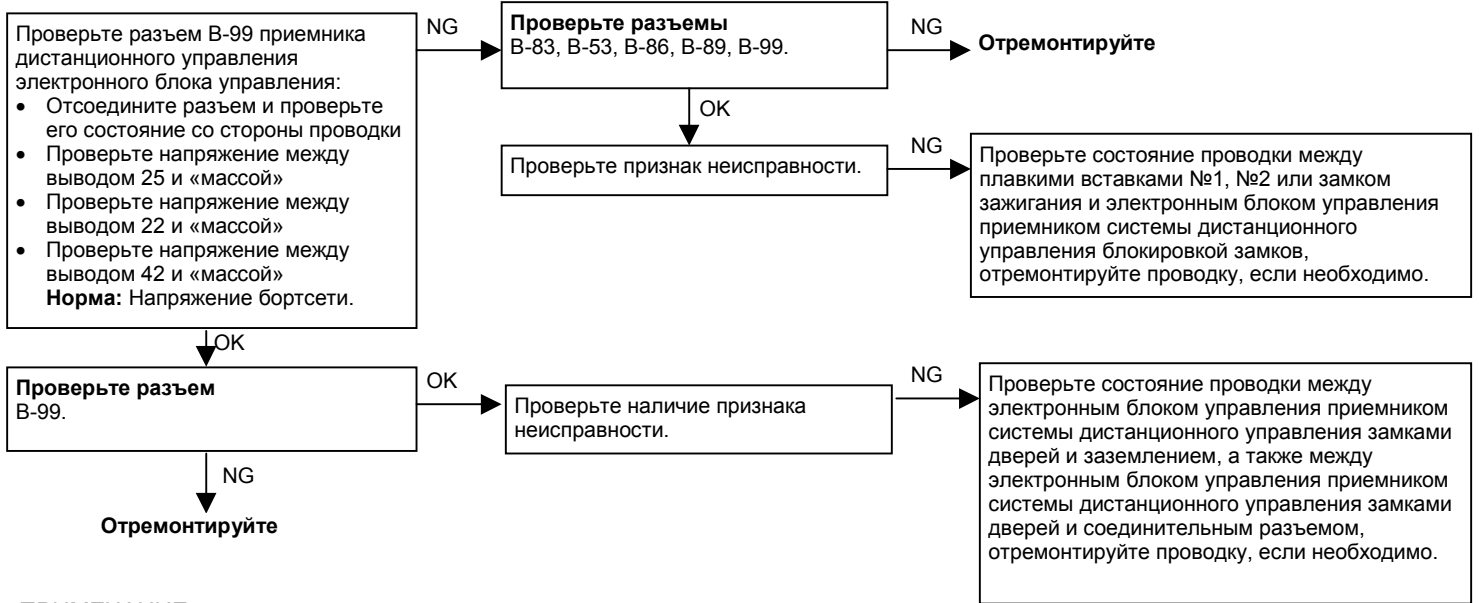 Проверьте разъем В-99 приемника
дистанционного управления
электронного блока управления:
• Отсоедините разъем и проверьте
его состояние со стороны проводки
• Проверьте напряжение между
выводом 25 и «массой»
• Проверьте напряжение между
выводом 22 и «массой»
• Проверьте напряжение между
выводом 42 и «массой»
Норма: Напряжение бортсети.
NG
Проверьте разъемы
В-83, В-53, В-86, В-89, В-99.
NG
Отремонтируйте
OK
Проверьте признак неисправности.
NG
Проверьте состояние проводки между
плавкими вставками №1, №2 или замком
зажигания и электронным блоком управления
приемником системы дистанционного
управления блокировкой замков,
отремонтируйте проводку, если необходимо.
OK
Проверьте разъем
В-99.
OK
Проверьте наличие признака
неисправности.
NG
Проверьте состояние проводки между
электронным блоком управления приемником
системы дистанционного управления замками
дверей и заземлением, а также между
электронным блоком управления приемником
системы дистанционного управления замками
дверей и соединительным разъемом,
отремонтируйте проводку, если необходимо.
NG
Отремонтируйте